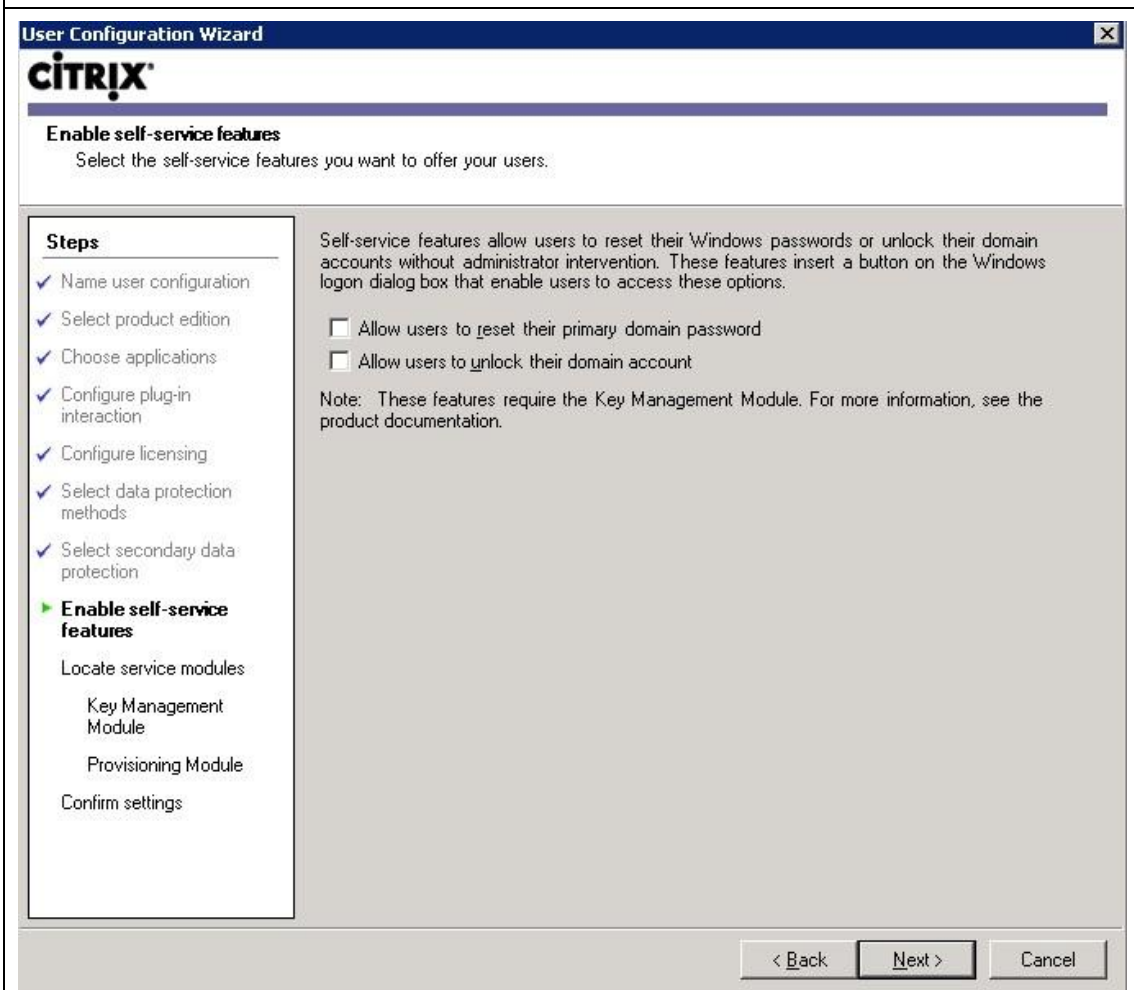 User Configuration Wizard
CİTRIX
Enable self-service features
Select the self-service features you want to offer your users.
Steps
Name user configuration
Select product edition
Choose applications
Configure plug-in
interaction
Configure licensing
Select data protection
methods
Select secondary data
protection
Enable self-service
features
Locate service modules
Key Management
Module
Provisioning Module
Confirm settings
Self-service features allow users to reset their Windows passwords or unlock their domain
accounts without administrator intervention. These features insert a button on the Windows
logon dialog box that enable users to access these options.
Allow users to reset their primary domain password
Allow users to unlock their domain account
Note: These features require the Key Management Module. For more information, see the
product documentation.
< Back
Next >
Cancel